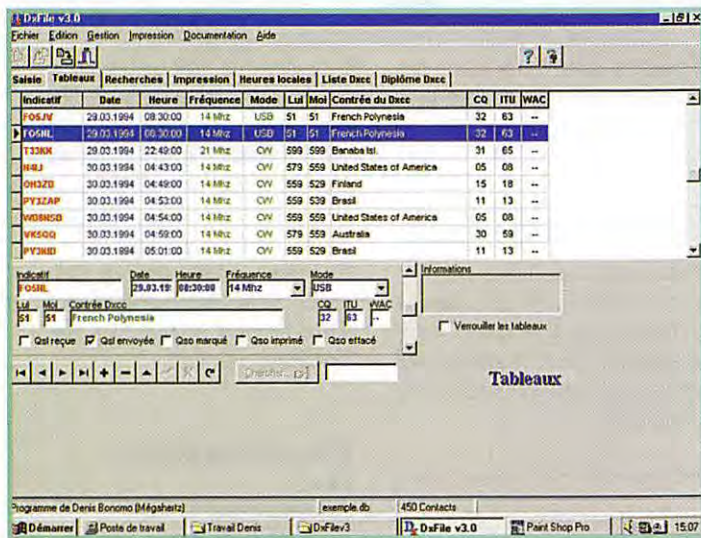 DxFile v3.0
Fichier Edition Gestion Impression Documentation Aide
Saisie Tableaux Recherches Impression Heures locales Liste Dxcc Diplôme Dxcc
Indicatif Date Heure Fréquence Mode Lui Moi Contrée du Dxcc CQ ITU WAC
FO5JV 29.03.1994 08:30:00 14 Mhz USB 51 51 French Polynesia 32 63 --
FO5NL 29.03.1994 08:30:00 14 Mhz USB 51 51 French Polynesia 32 63 --
T33KK 29.03.1994 22:49:00 21 Mhz CW 599 599 Banaba Isl. 31 65 --
N4IJ 30.03.1994 04:43:00 14 Mhz CW 579 559 United States of America 05 08 --
OH3ZD 30.03.1994 04:49:00 14 Mhz CW 559 529 Finland 15 18 --
PY3ZAP 30.03.1994 04:53:00 14 Mhz CW 559 539 Brasil 11 13 --
WD8NSD 30.03.1994 04:54:00 14 Mhz CW 559 559 United States of America 05 08 --
VK5QQ 30.03.1994 04:59:00 14 Mhz CW 579 559 Australia 30 59 --
PY3KID 30.03.1994 05:01:00 14 Mhz CW 559 529 Brasil 11 13 --
Indicatif Date Heure Fréquence Mode
FO5NL 29.03.19 08:30:00 14 Mhz USB
Lui Moi Contrée Dxcc CQ ITU WAC
51 51 French Polynesia 32 63 --
Qsl reçue Qsl envoyée Qso marqué Qso imprimé Qso effacé
Informations
Verrouiller les tableaux
Chercher...
Tableaux
Programme de Denis Bonomo (Mégahertz) exemple.db 450 Contacts
Démarrer Poste de travail Travail Denis DxFilev3 DxFile v3.0 Paint Shop Pro 15:07